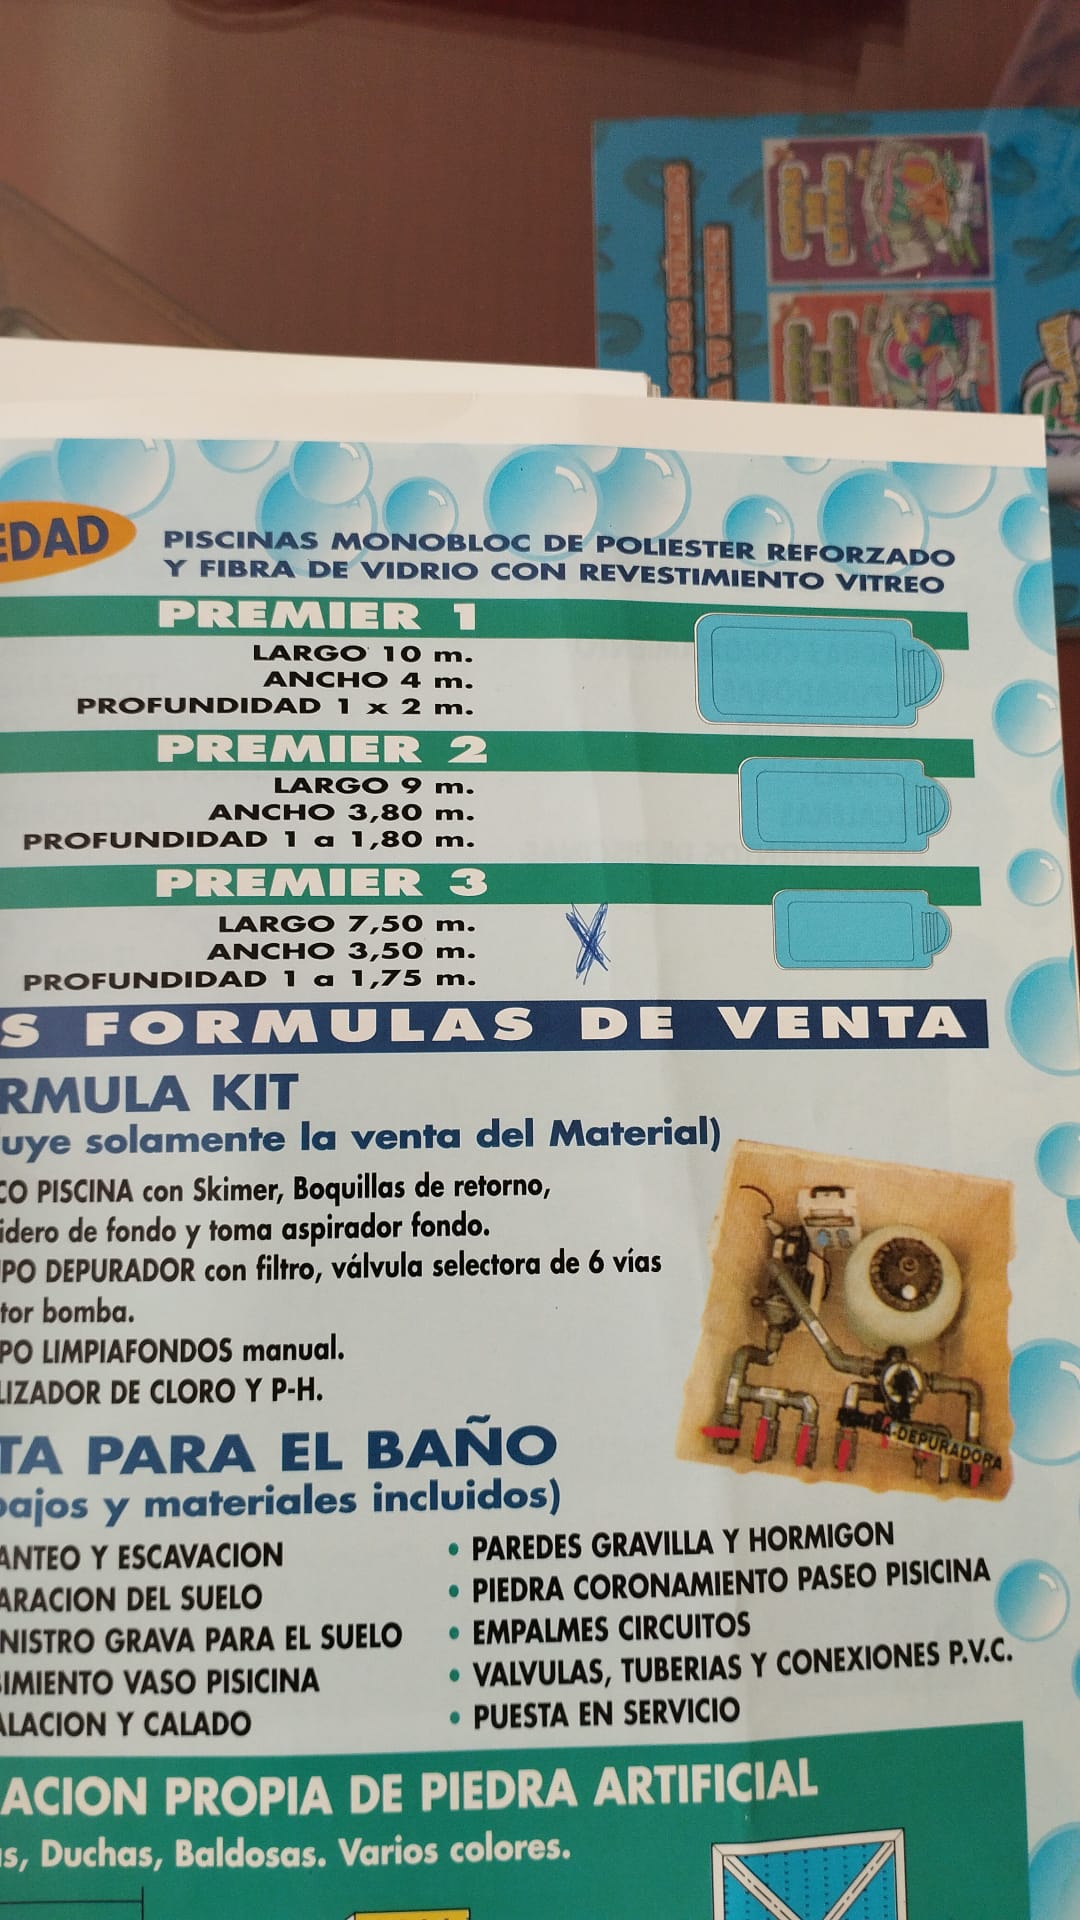 EDAD
PISCINAS MONOBLOC DE POLIESTER REFORZADO
Y FIBRA DE VIDRIO CON REVESTIMIENTO VITREO
PREMIER 1
LARGO 10 m.
ANCHO 4 m.
PROFUNDIDAD 1 x 2 m.
PREMIER 2
LARGO 9 m.
ANCHO 3,80 m.
PROFUNDIDAD 1 a 1,80 m.
PREMIER 3
LARGO 7,50 m.
ANCHO 3,50 m.
PROFUNDIDAD 1 a 1,75 m.
X
S FORMULAS DE VENTA
RMULA KIT
uye solamente la venta del Material)
CO PISCINA con Skimer, Boquillas de retorno,
idero de fondo y toma aspirador fondo.
PO DEPURADOR con filtro, válvula selectora de 6 vías
tor bomba.
PO LIMPIAFONDOS manual.
LIZADOR DE CLORO Y P-H.
A-DEPURADORA
TA PARA EL BAÑO
bajos y materiales incluidos)
ANTEO Y ESCAVACION
ARACION DEL SUELO
NISTRO GRAVA PARA EL SUELO
IMIENTO VASO PISICINA
ALACION Y CALADO
• PAREDES GRAVILLA Y HORMIGON
• PIEDRA CORONAMIENTO PASEO PISICINA
• EMPALMES CIRCUITOS
• VALVULAS, TUBERIAS Y CONEXIONES P.V.C.
• PUESTA EN SERVICIO
ACION PROPIA DE PIEDRA ARTIFICIAL
s, Duchas, Baldosas. Varios colores.